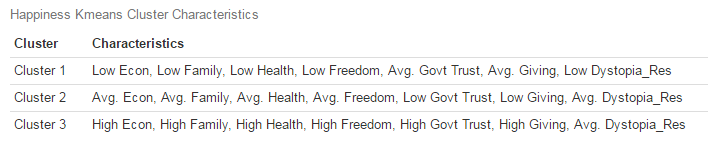 Happiness Kmeans Cluster Characteristics
Cluster Characteristics
Cluster 1 Low Econ, Low Family, Low Health, Low Freedom, Avg. Govt Trust, Avg. Giving, Low Dystopia_Res
Cluster 2 Avg. Econ, Avg. Family, Avg. Health, Avg. Freedom, Low Govt Trust, Low Giving, Avg. Dystopia_Res
Cluster 3 High Econ, High Family, High Health, High Freedom, High Govt Trust, High Giving, Avg. Dystopia_Res